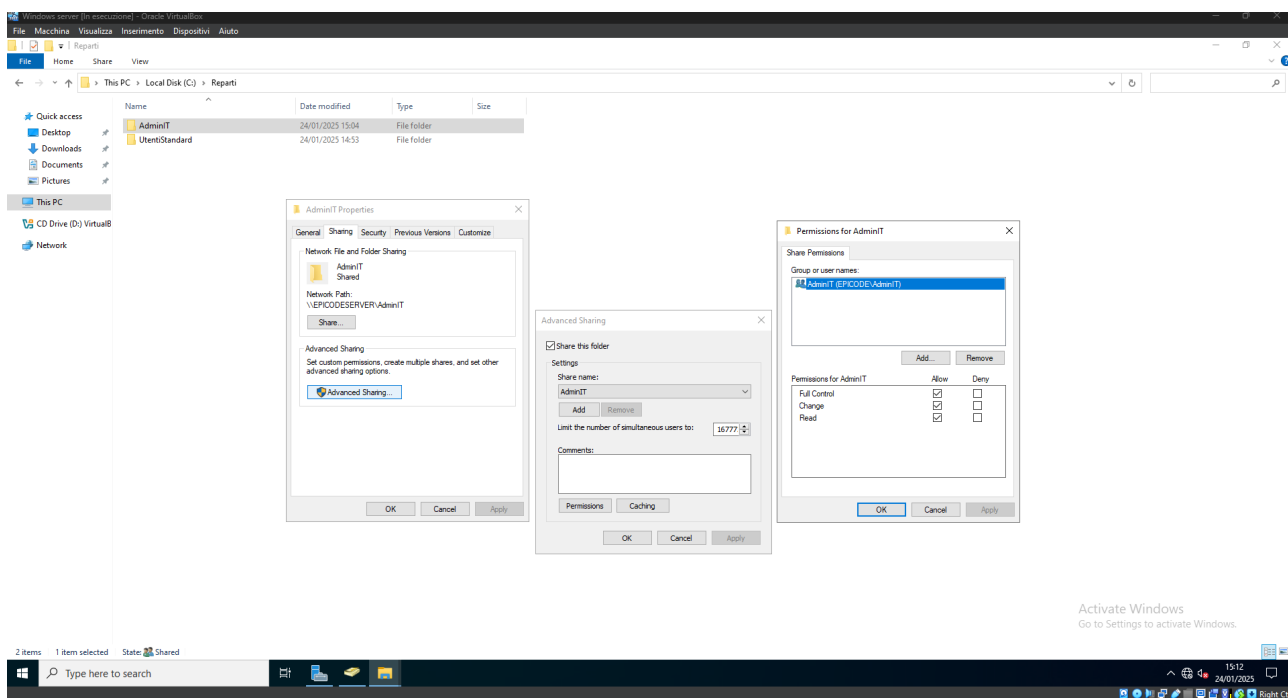 Windows server [In esecuzione] - Oracle VirtualBox
File Macchina Visualizza Inserimento Dispositivi Aiuto
Reparti
File Home Share View
This PC Local Disk (C:) Reparti
Name Date modified Type Size
Quick access
Desktop
Downloads
Documents
Pictures
This PC
CD Drive (D:) VirtualB
Network
AdminIT 24/01/2025 15:04 File folder
UtentiStandard 24/01/2025 14:53 File folder
AdminIT Properties
General Sharing Security Previous Versions Customize
Network File and Folder Sharing
AdminIT
Shared
Network Path:
\\EPICODESERVER\AdminIT
Share...
Advanced Sharing
Set custom permissions, create multiple shares, and set other
advanced sharing options.
Advanced Sharing...
OK Cancel Apply
Advanced Sharing
Share this folder
Settings
Share name:
AdminIT
Add Remove
Limit the number of simultaneous users to: 16777
Comments:
Permissions Caching
OK Cancel Apply
Permissions for AdminIT
Share Permissions
Group or user names:
AdminIT (EPICODE\AdminIT)
Add... Remove
Permissions for AdminIT Allow Deny
Full Control
Change
Read
OK Cancel Apply
Activate Windows
Go to Settings to activate Windows.
2 items 1 item selected State: Shared
Type here to search
15:12
24/01/2025
Right C